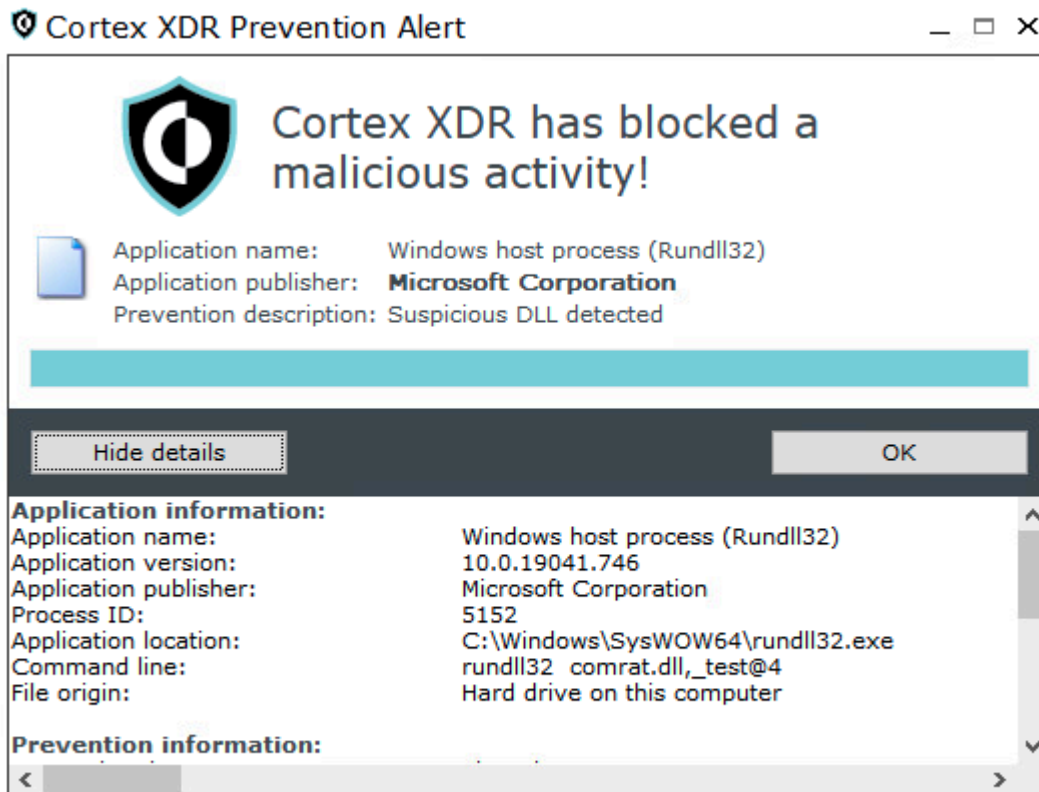 Cortex XDR Prevention Alert
Cortex XDR has blocked a
malicious activity!
Application name: Windows host process (Rundll32)
Application publisher: Microsoft Corporation
Prevention description: Suspicious DLL detected
Hide details OK
Application information:
Application name: Windows host process (Rundll32)
Application version: 10.0.19041.746
Application publisher: Microsoft Corporation
Process ID: 5152
Application location: C:\Windows\SysWOW64\rundll32.exe
Command line: rundll32  comrat.dll,_test@4
File origin: Hard drive on this computer
Prevention information: